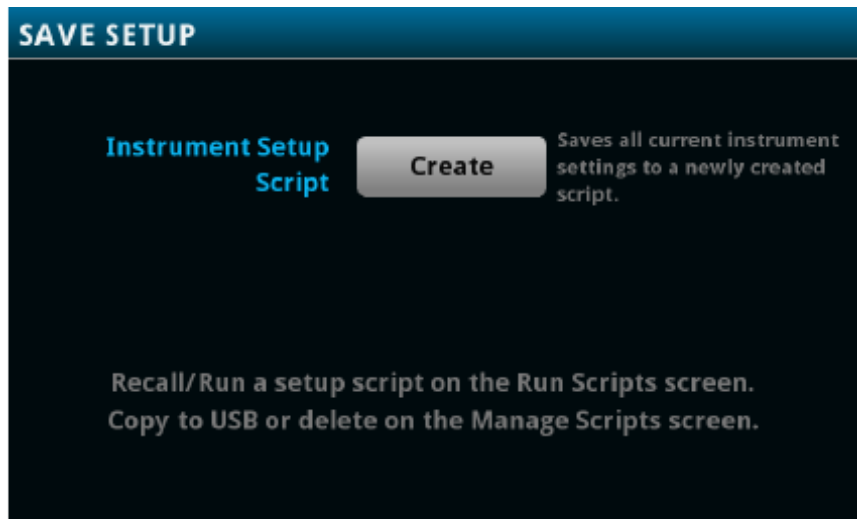 SAVE SETUP
Instrument Setup
Script
Create
Saves all current instrument
settings to a newly created
script.
Recall/Run a setup script on the Run Scripts screen.
Copy to USB or delete on the Manage Scripts screen.